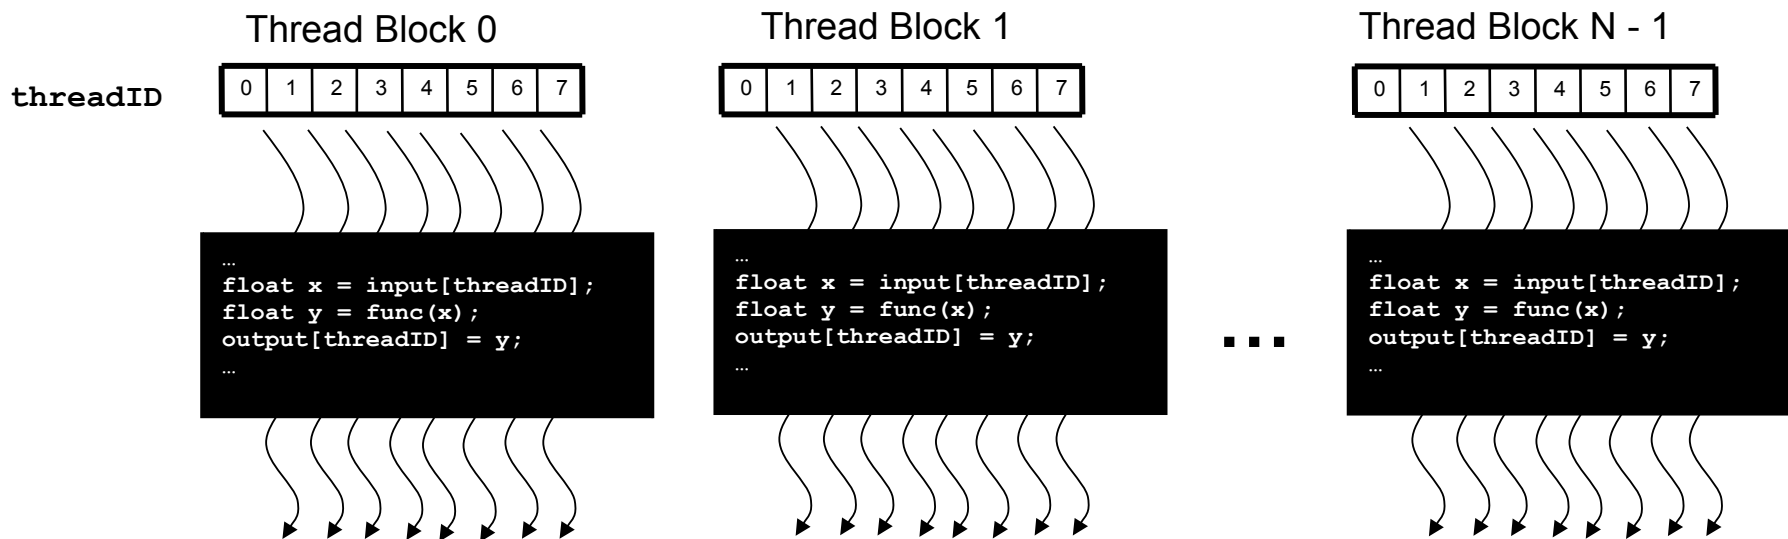 Thread Block 0
Thread Block 1
Thread Block N - 1
threadID
0 1 2 3 4 5 6 7
0 1 2 3 4 5 6 7
0 1 2 3 4 5 6 7
…
float x = input[threadID];
float y = func(x);
output[threadID] = y;
…
…
float x = input[threadID];
float y = func(x);
output[threadID] = y;
…
...
…
float x = input[threadID];
float y = func(x);
output[threadID] = y;
…